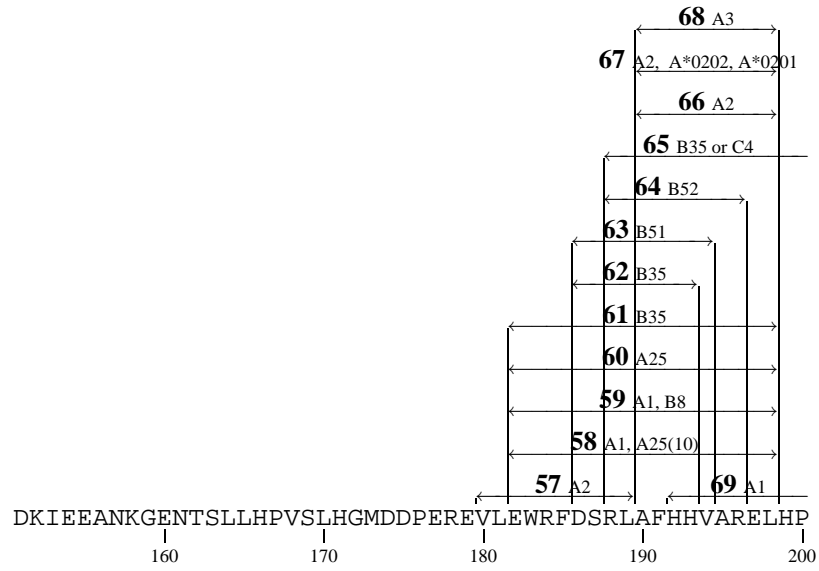 68 A3
67 A2, A*0202, A*0201
66 A2
65 B35 or C4
64 B52
63 B51
62 B35
61 B35
60 A25
59 A1, B8
58 A1, A25(10)
57 A2 69 A1
DKIEEANKGENTSLLHPVSLHGMDDPEREVLEWRFDSRLAFHHVARELHP
160 170 180 190 200